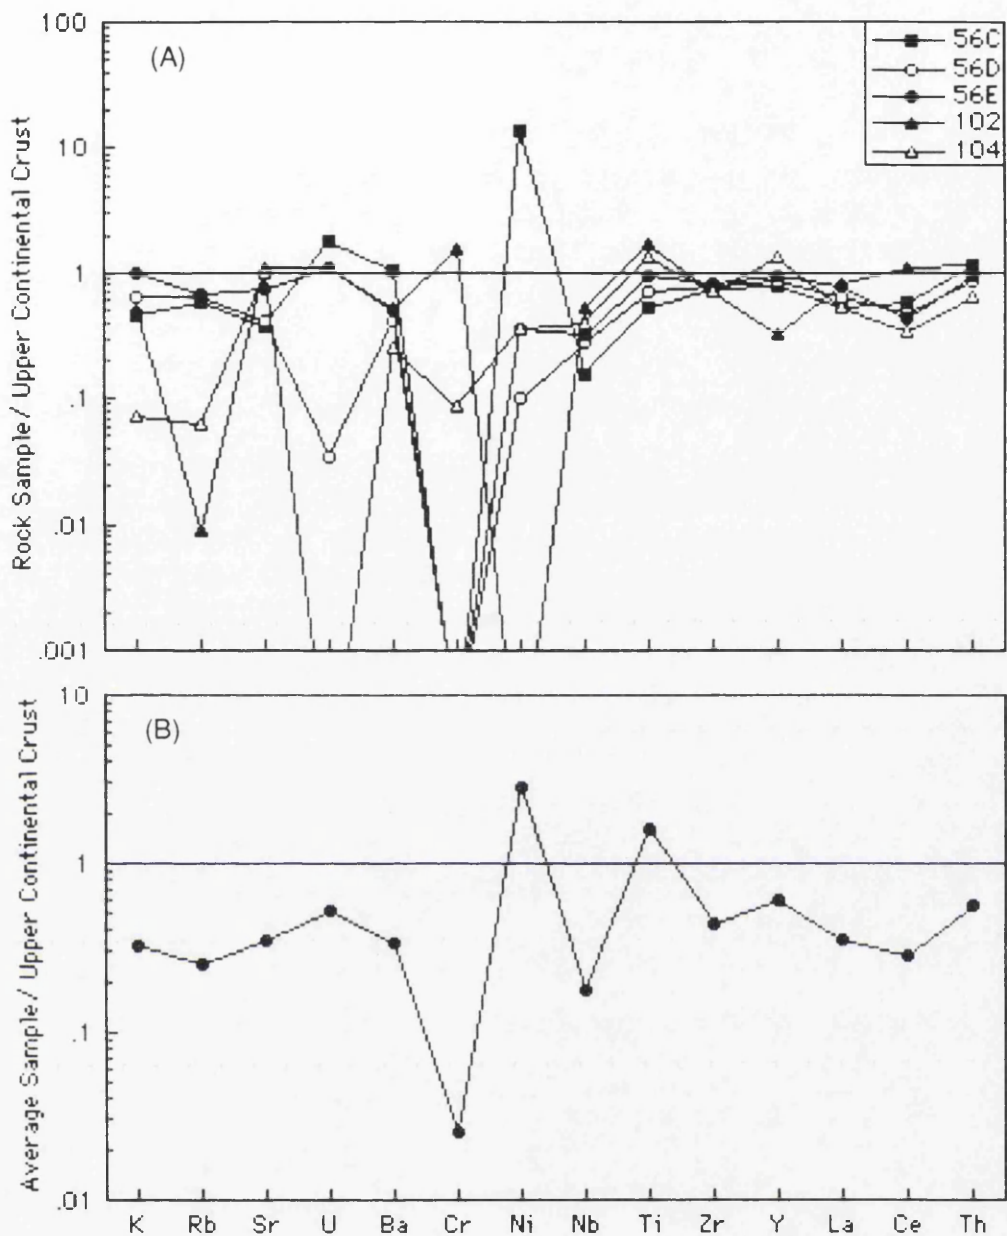 (A)
Rock Sample / Upper Continental Crust
100
10
1
.1
.01
.001
56C
56D
56E
102
104
(B)
Average Sample / Upper Continental Crust
10
1
.1
.01
K Rb Sr U Ba Cr Ni Nb Ti Zr Y La Ce Th